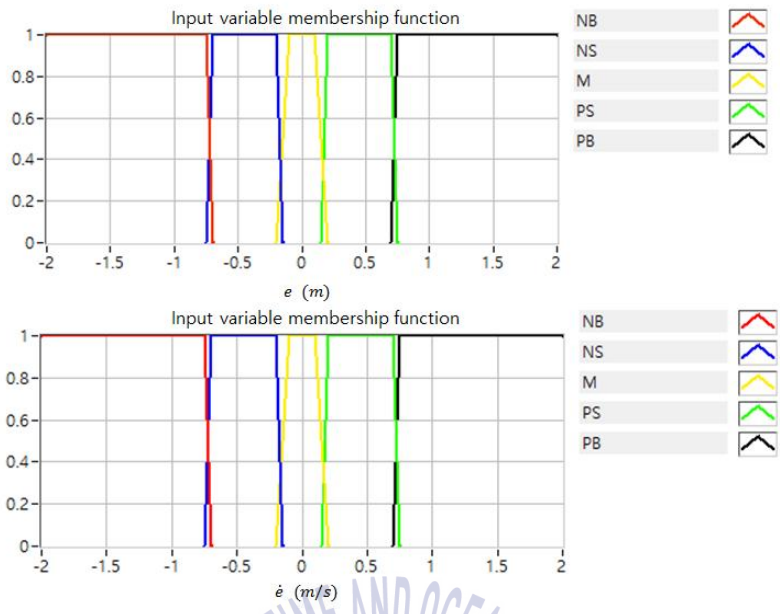 Input variable membership function
NB
NS
M
PS
PB
1
0.8
0.6
0.4
0.2
0
-2 -1.5 -1 -0.5 0 0.5 1 1.5 2
e (m)
Input variable membership function
NB
NS
M
PS
PB
1
0.8
0.6
0.4
0.2
0
-2 -1.5 -1 -0.5 0 0.5 1 1.5 2
ė (m/s)
AND